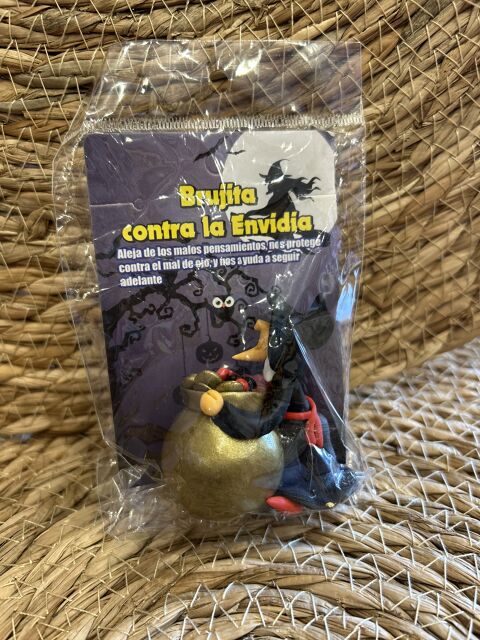 Brujita
contra la Envidia
Aleja de los malos pensamientos, nos protege
contra el mal de ojo, y nos ayuda a seguir
adelante